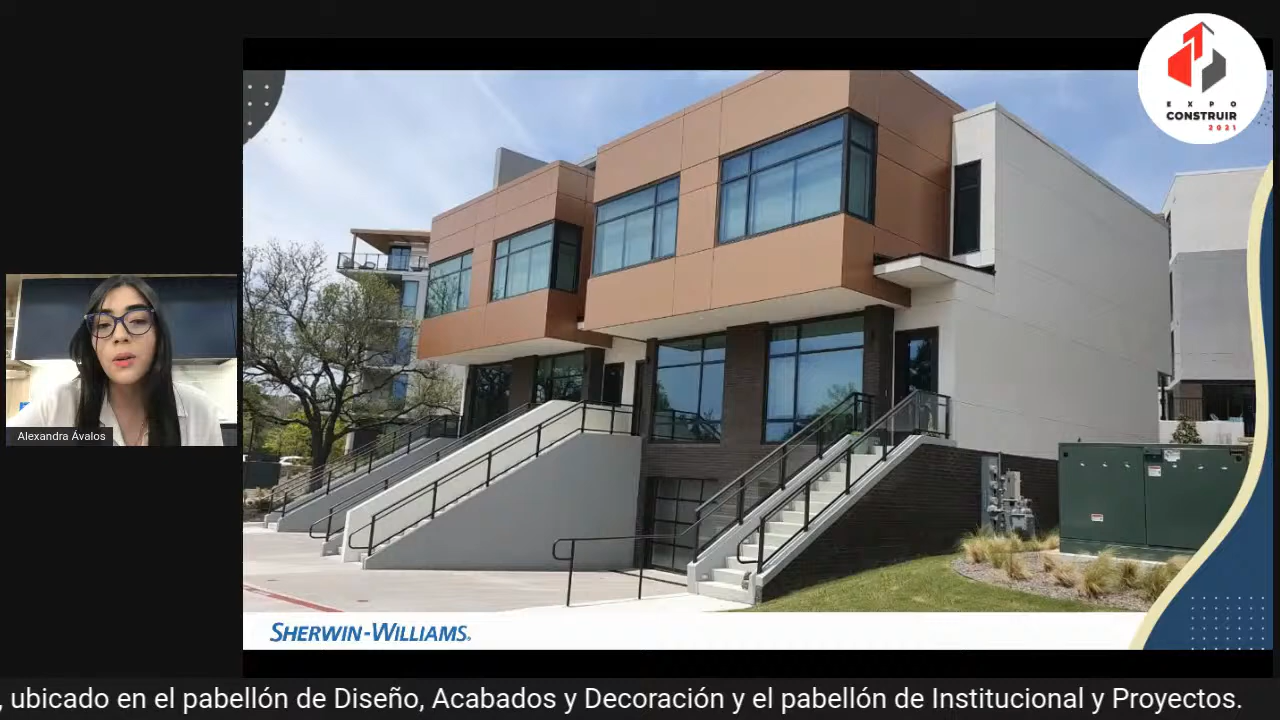 EXPO
CONSTRUIR
2021
Alexandra Ávalos
SHERWIN-WILLIAMS.
, ubicado en el pabellón de Diseño, Acabados y Decoración y el pabellón de Institucional y Proyectos.